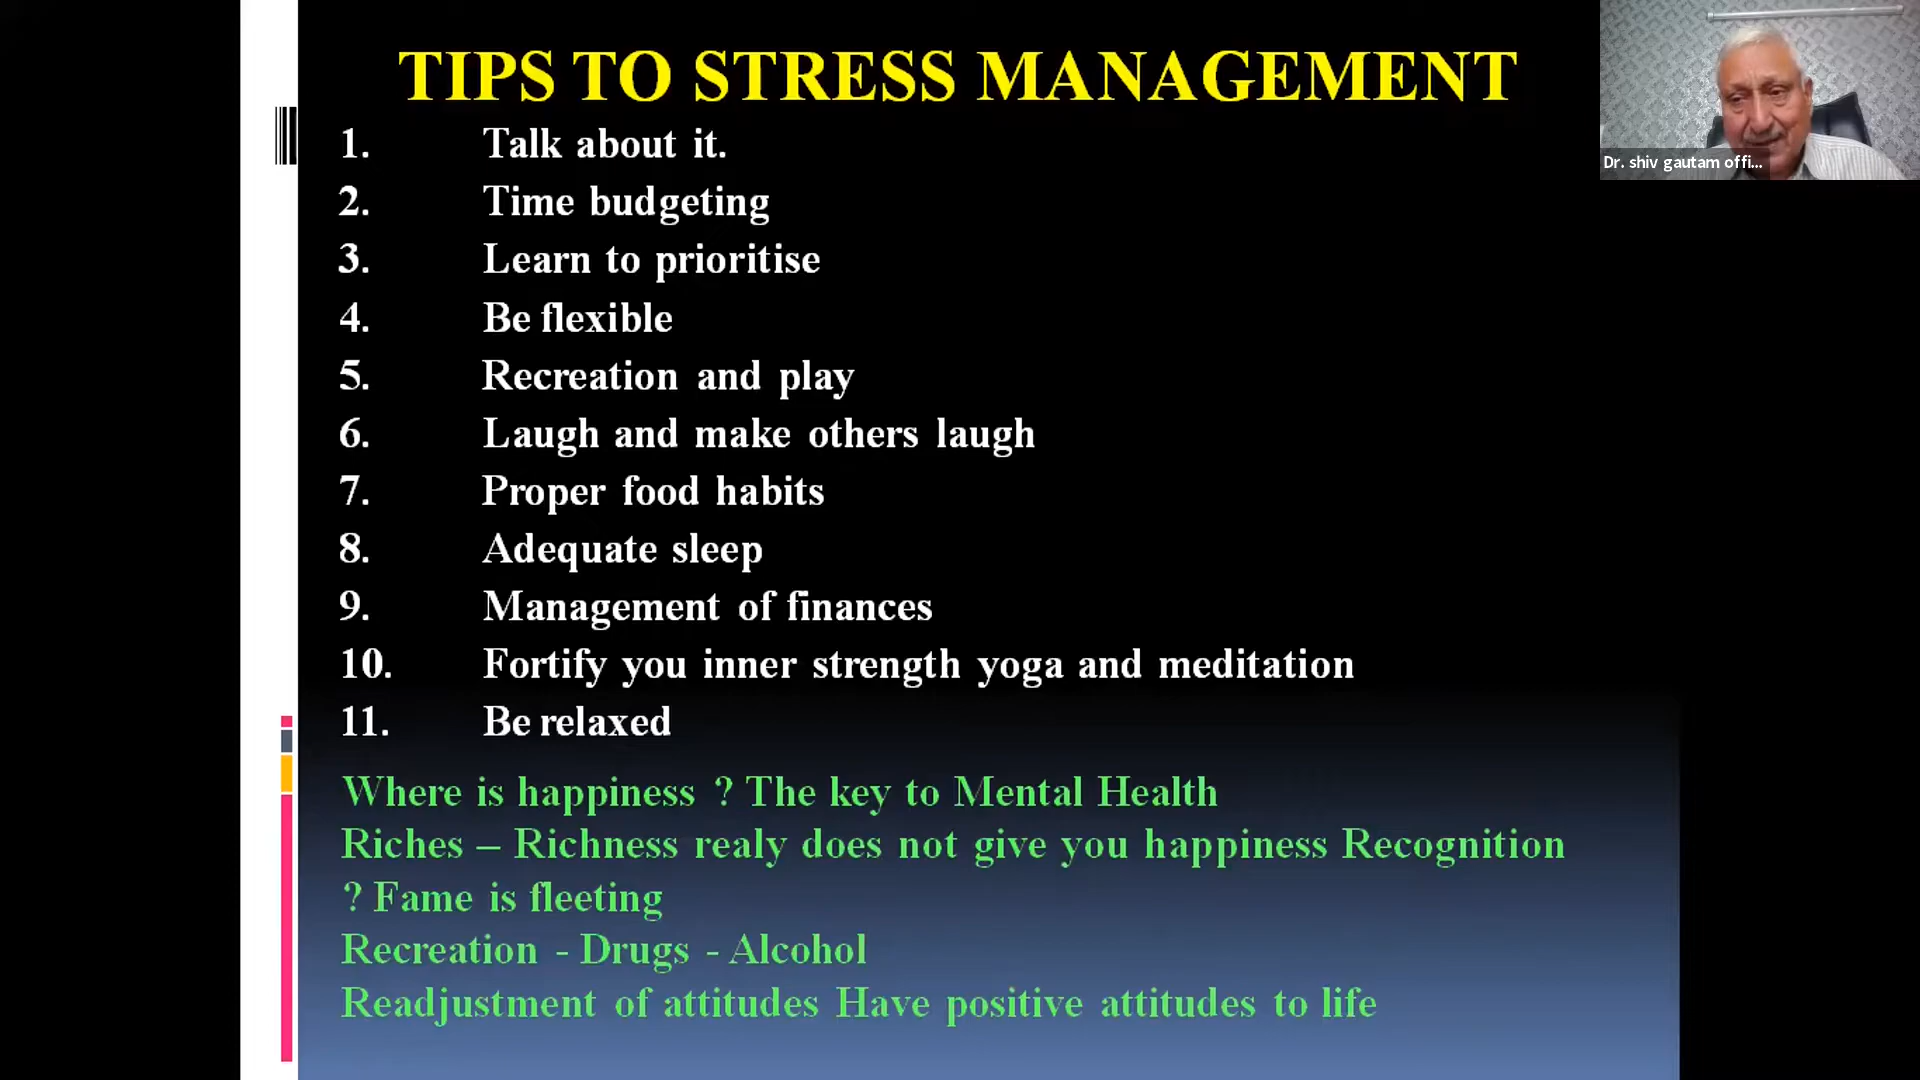 TIPS TO STRESS MANAGEMENT
1. Talk about it.
2. Time budgeting
3. Learn to prioritise
4. Be flexible
5. Recreation and play
6. Laugh and make others laugh
7. Proper food habits
8. Adequate sleep
9. Management of finances
10. Fortify you inner strength yoga and meditation
11. Be relaxed
Where is happiness ? The key to Mental Health
Riches – Richness realy does not give you happiness Recognition
? Fame is fleeting
Recreation - Drugs - Alcohol
Readjustment of attitudes Have positive attitudes to life
Dr. shiv gautam offi...